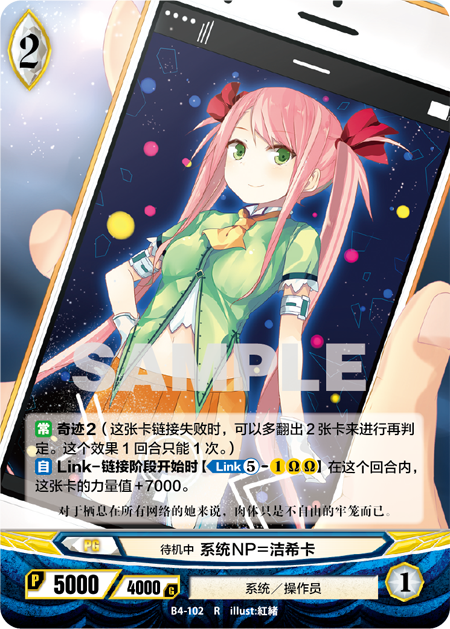 2
SAMPLE
常 奇迹2（这张卡链接失败时，可以多翻出2张卡来进行再判
定。这个效果1回合只能1次。）
自 Link-链接阶段开始时【Link5-1ΩΩ】在这个回合内，
这张卡的力量值+7000。
对于栖息在所有网络的她来说，肉体只是不自由的牢笼而已。
PG 待机中 系统NP＝洁希卡
P 5000 / 4000 G 系统／操作员 1
B4-102 R illust:紅緒